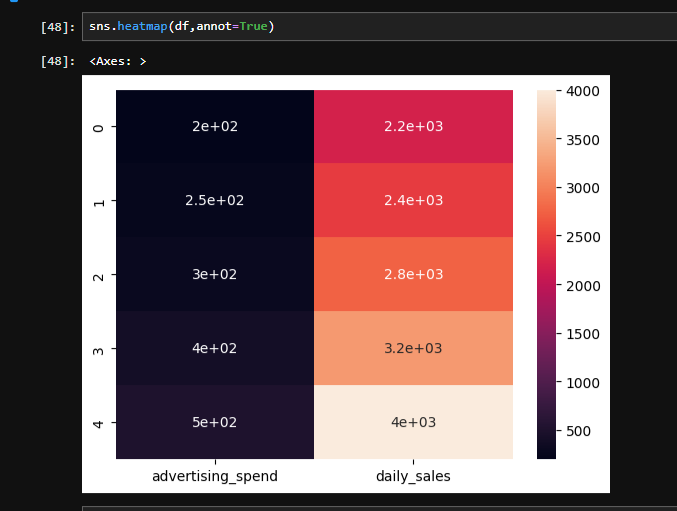 [48]: sns.heatmap(df,annot=True)
[48]: <Axes: >
0 2e+02 2.2e+03
1 2.5e+02 2.4e+03
2 3e+02 2.8e+03
3 4e+02 3.2e+03
4 5e+02 4e+03
advertising_spend daily_sales
4000
3500
3000
2500
2000
1500
1000
500